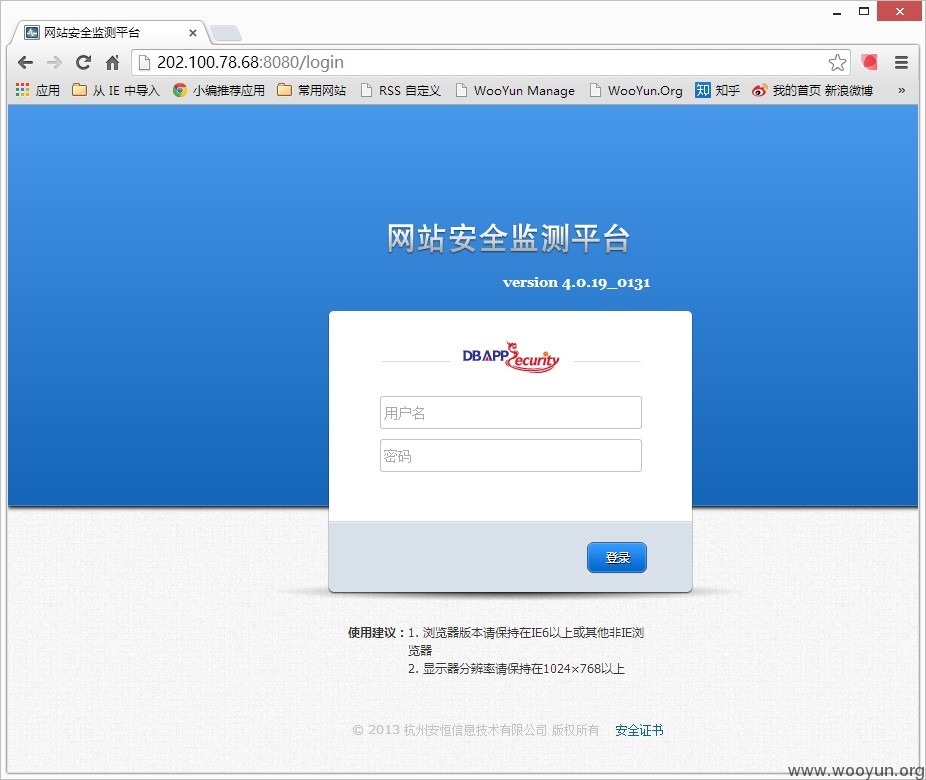 网站安全监测平台
202.100.78.68:8080/login
应用 从 IE 中导入 小编推荐应用 常用网站 RSS 自定义 WooYun Manage WooYun.Org 知 知乎 我的首页 新浪微博 »
网站安全监测平台
version 4.0.19_0131
DBAPPSecurity
用户名
密码
登录
使用建议：1. 浏览器版本请保持在IE6以上或其他非IE浏
览器
2. 显示器分辨率请保持在1024×768以上
© 2013 杭州安恒信息技术有限公司 版权所有 安全证书
www.wooyun.org